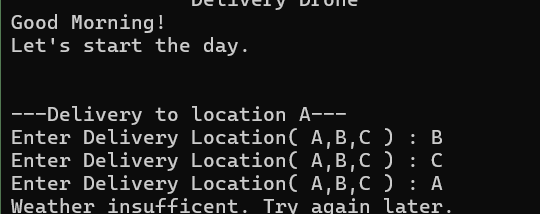 Delivery Drone
Good Morning!
Let's start the day.
---Delivery to location A---
Enter Delivery Location( A,B,C ) : B
Enter Delivery Location( A,B,C ) : C
Enter Delivery Location( A,B,C ) : A
Weather insufficent. Try again later.